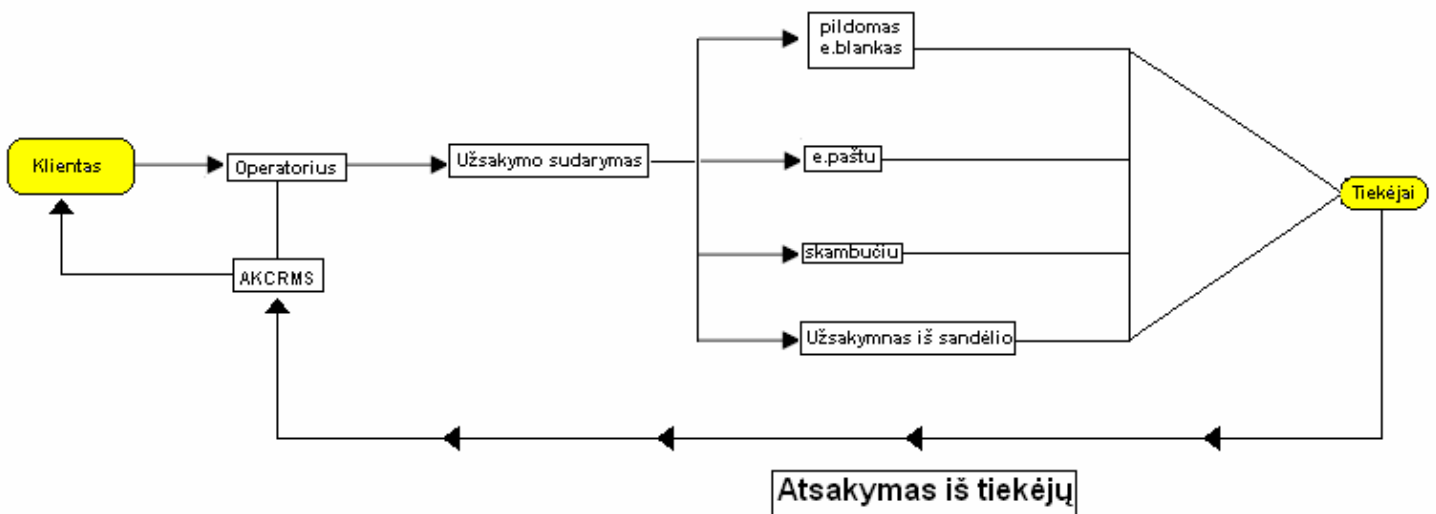 pildomas
e.blankas
Klientas
Operatorius
Užsakymo sudarymas
e.paštu
Tiekėjai
skambučiu
AKCRMS
Užsakymnas iš sandėlio
Atsakymas iš tiekėjų